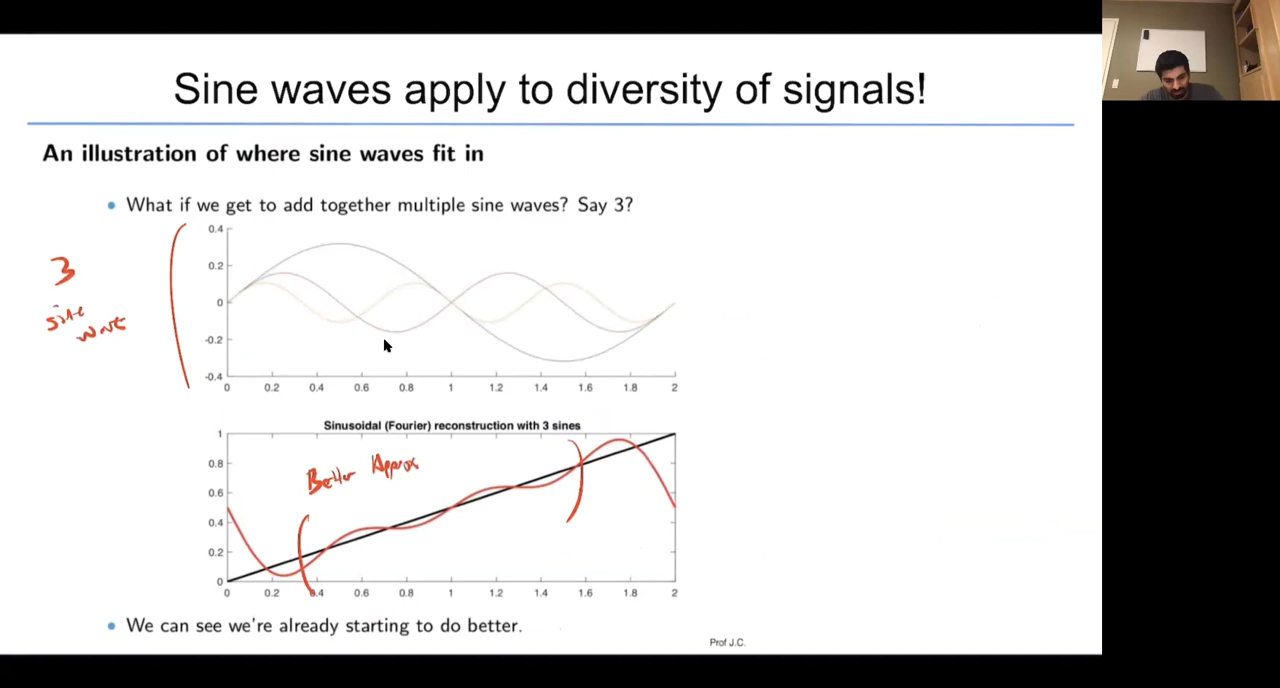 Sine waves apply to diversity of signals!
An illustration of where sine waves fit in
• What if we get to add together multiple sine waves? Say 3?
3
sine
wave
0.4
0.2
0
-0.2
-0.4
0 0.2 0.4 0.6 0.8 1 1.2 1.4 1.6 1.8 2
Sinusoidal (Fourier) reconstruction with 3 sines
Better Approx
1
0.8
0.6
0.4
0.2
0
0 0.2 0.4 0.6 0.8 1 1.2 1.4 1.6 1.8 2
• We can see we're already starting to do better.
Prof J.C.